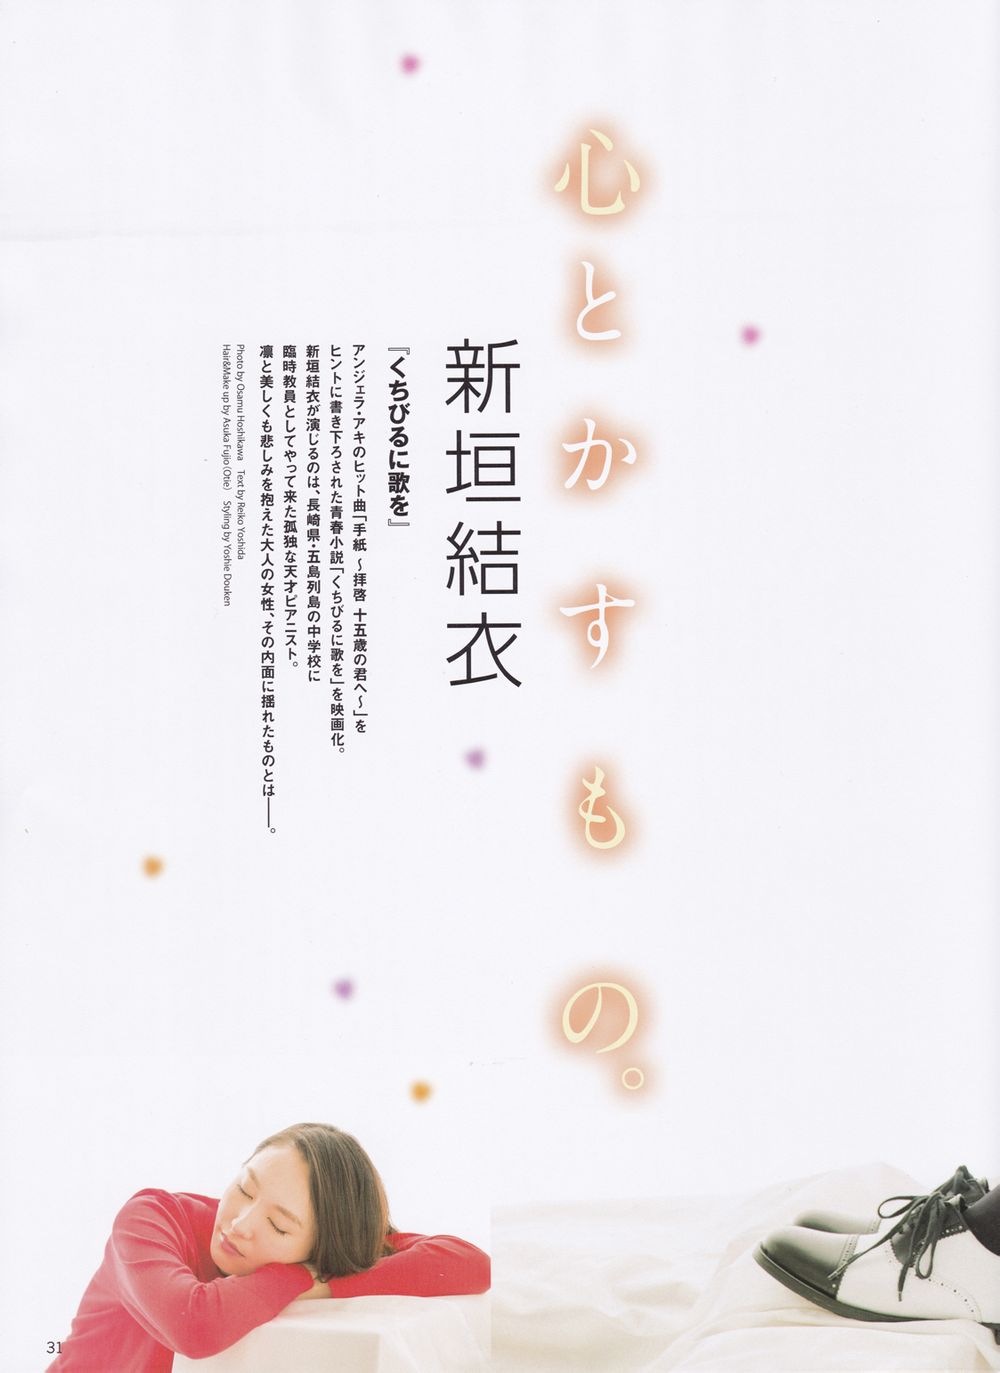 心とかすもの。
新垣結衣
『くちびるに歌を』
アンジェラ・アキのヒット曲「手紙 〜拝啓 十五歳の君へ〜」を
ヒントに書き下ろされた青春小説「くちびるに歌を」を映画化。
新垣結衣が演じるのは、長崎県・五島列島の中学校に
臨時教員としてやって来た孤独な天才ピアニスト。
凛と美しくも悲しみを抱えた大人の女性、その内面に揺れたものとは——。
Photo by Osamu Hoshikawa Text by Reiko Yoshida
Hair&Make up by Asuka Fujio(Otie) Styling by Yoshie Douken
31